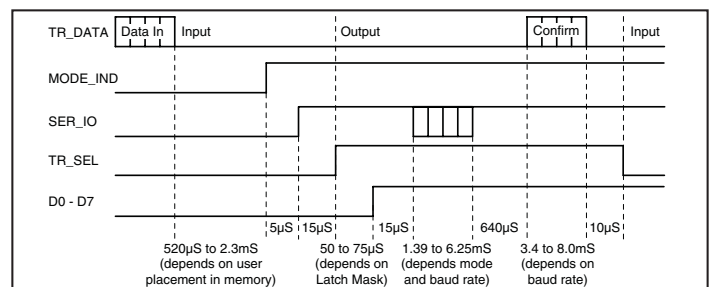 TR_DATA Data In Input Output Confirm Input
MODE_IND
SER_IO
TR_SEL
D0 - D7
5µS 15µS 15µS 640µS 10µS
520µS to 2.3mS 50 to 75µS 1.39 to 6.25mS 3.4 to 8.0mS
(depends on user (depends on (depends mode (depends on
placement in memory) Latch Mask) and baud rate) baud rate)